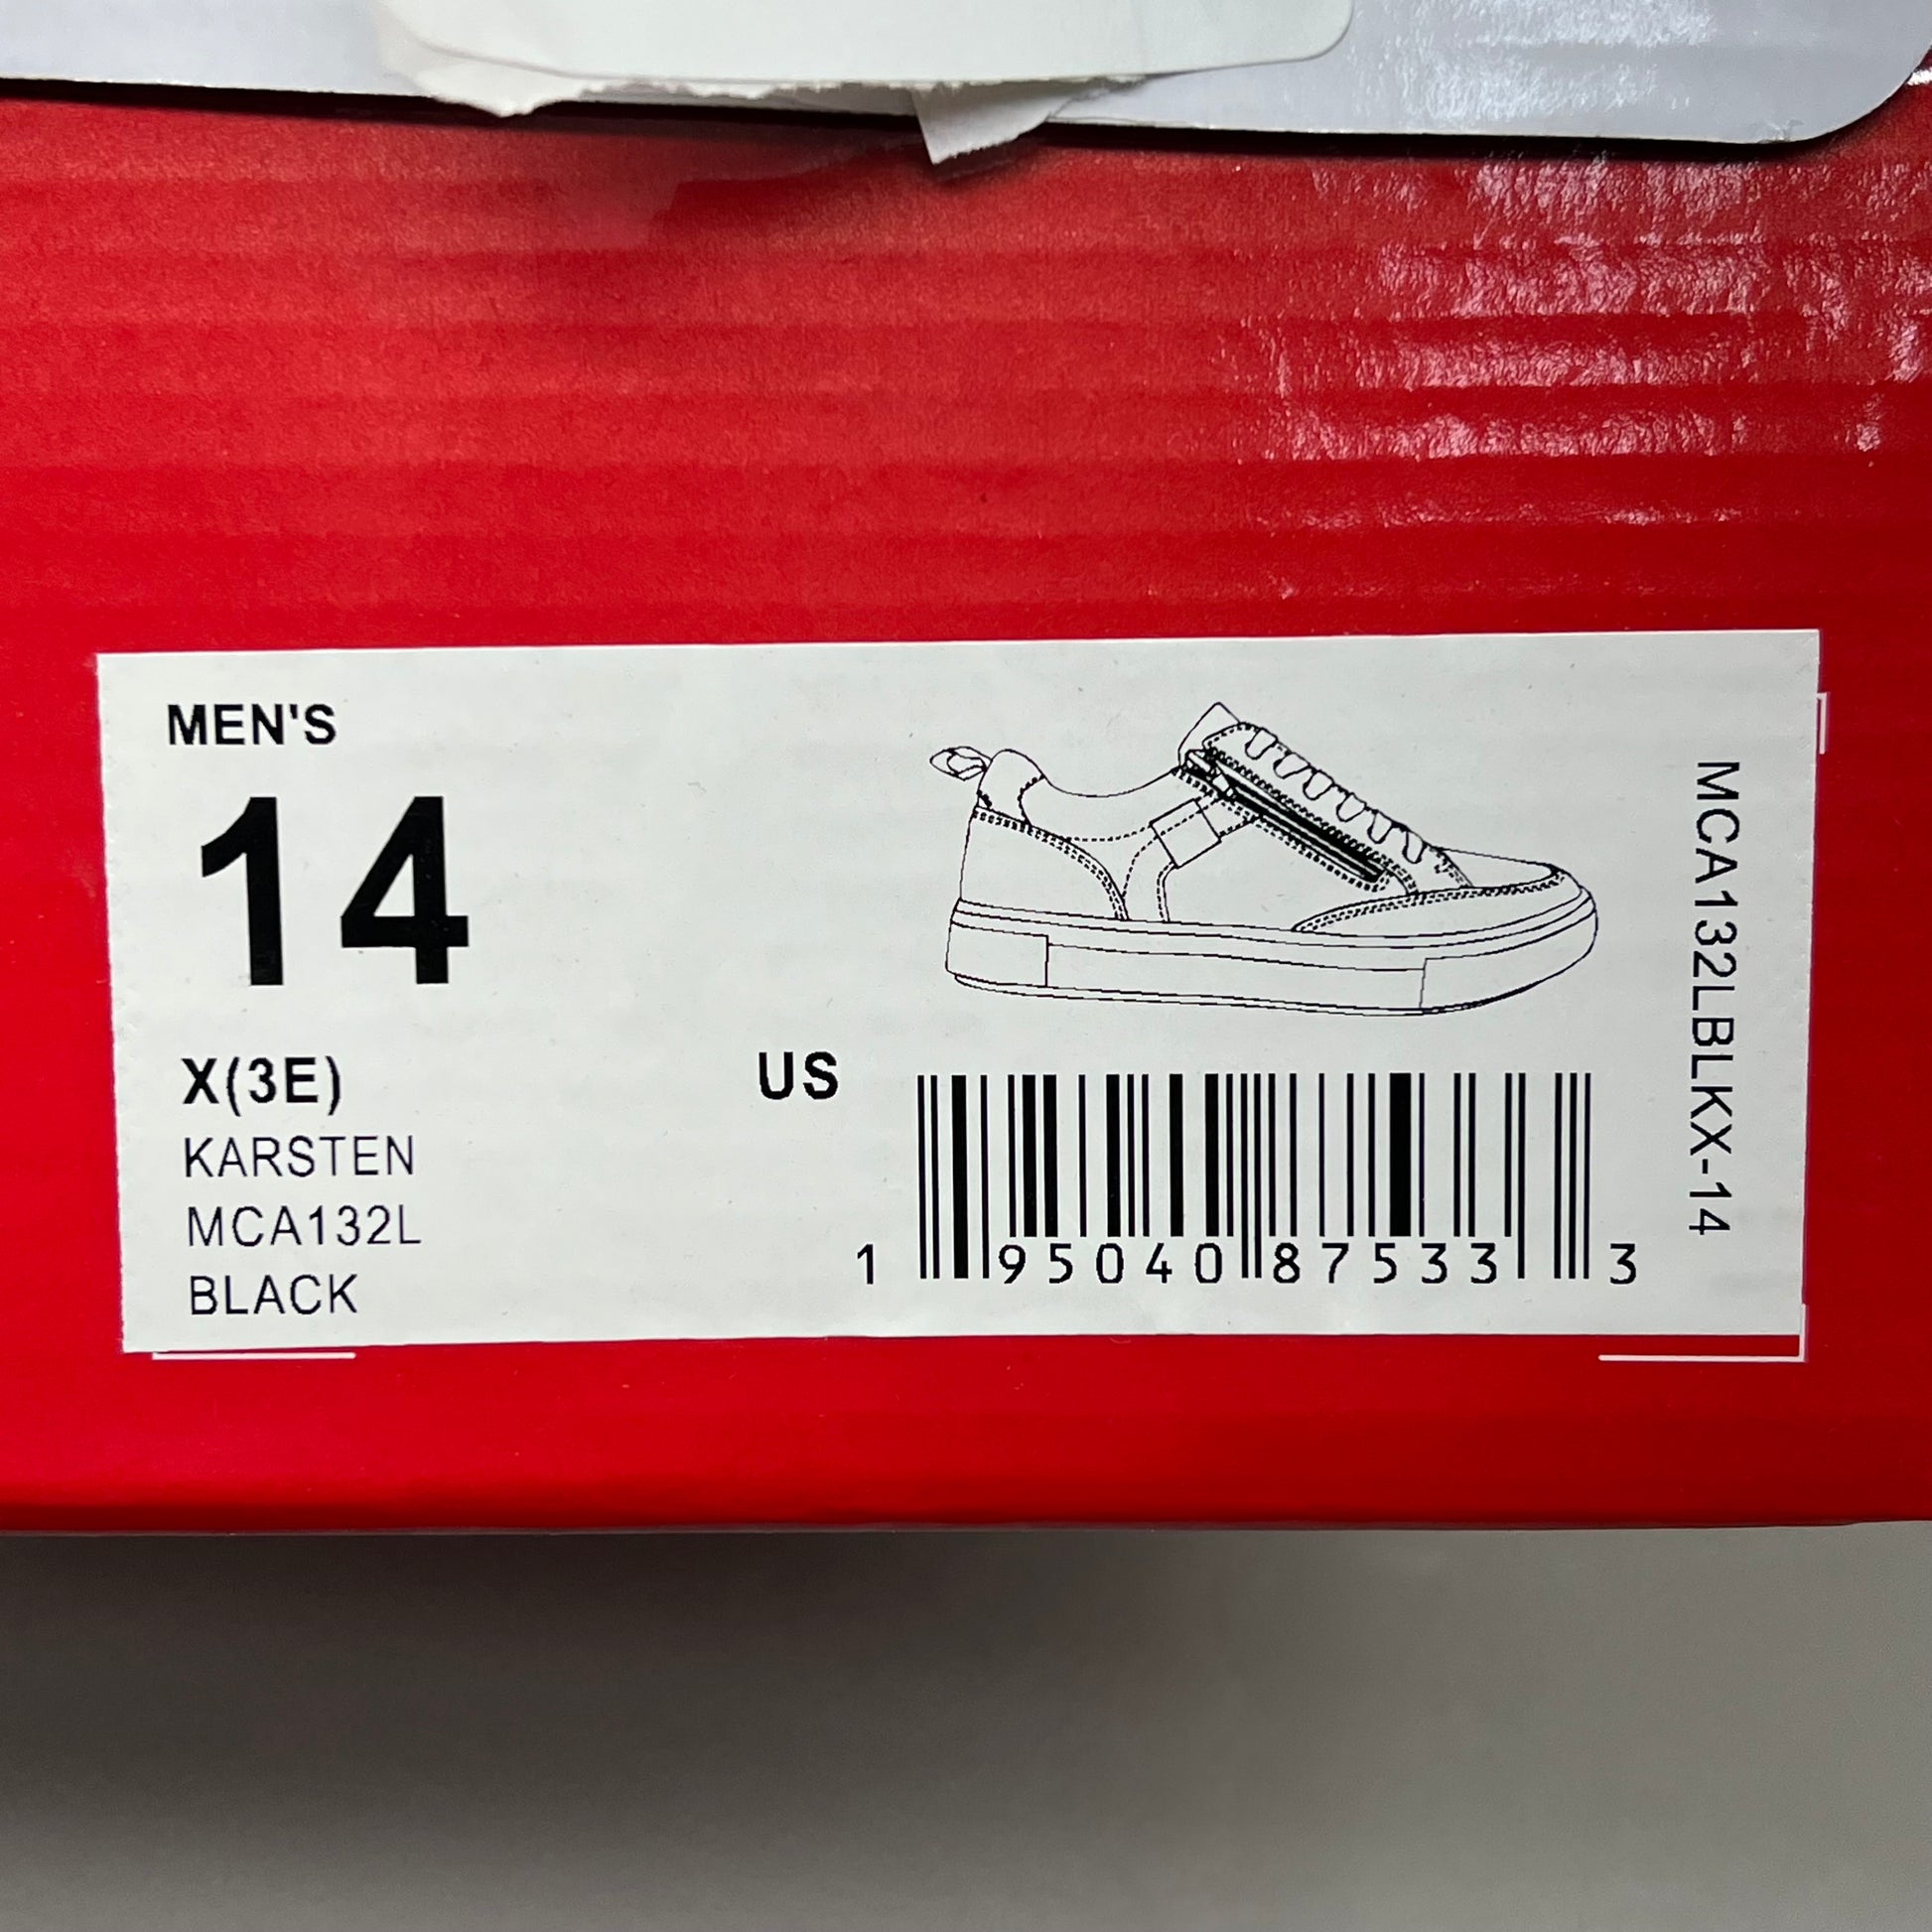 MEN'S
14
X(3E)
US
KARSTEN
MCA132L
BLACK
1 95040 87533 3
MCA132LBLKX-14